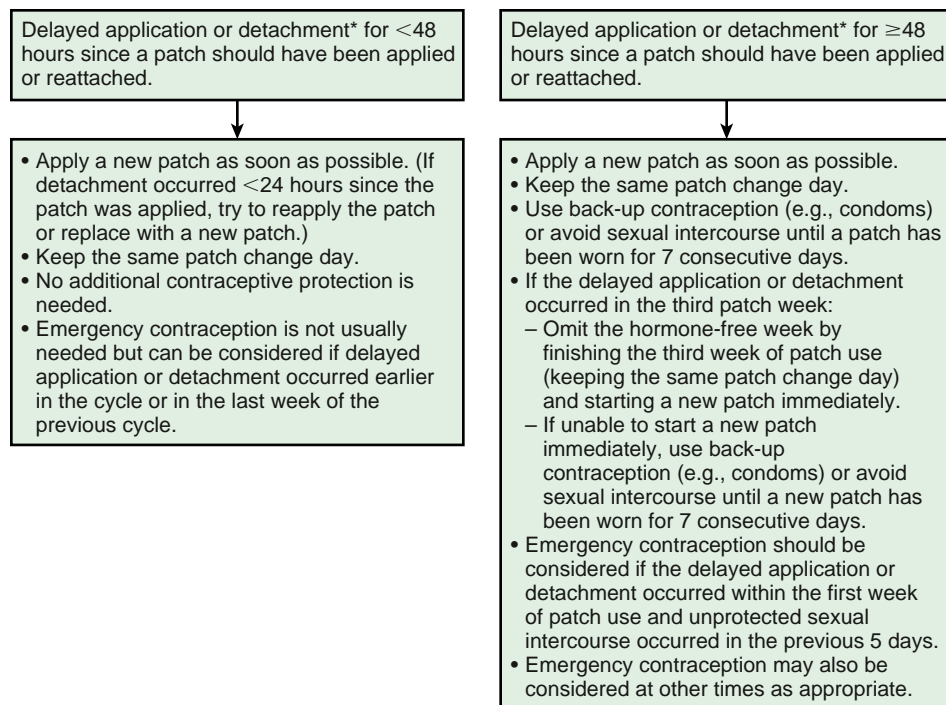 Delayed application or detachment* for <48
hours since a patch should have been applied
or reattached.
• Apply a new patch as soon as possible. (If
detachment occurred <24 hours since the
patch was applied, try to reapply the patch
or replace with a new patch.)
• Keep the same patch change day.
• No additional contraceptive protection is
needed.
• Emergency contraception is not usually
needed but can be considered if delayed
application or detachment occurred earlier
in the cycle or in the last week of the
previous cycle.
Delayed application or detachment* for ≥48
hours since a patch should have been applied
or reattached.
• Apply a new patch as soon as possible.
• Keep the same patch change day.
• Use back-up contraception (e.g., condoms)
or avoid sexual intercourse until a patch has
been worn for 7 consecutive days.
• If the delayed application or detachment
occurred in the third patch week:
– Omit the hormone-free week by
finishing the third week of patch use
(keeping the same patch change day)
and starting a new patch immediately.
– If unable to start a new patch
immediately, use back-up
contraception (e.g., condoms) or avoid
sexual intercourse until a new patch has
been worn for 7 consecutive days.
• Emergency contraception should be
considered if the delayed application or
detachment occurred within the first week
of patch use and unprotected sexual
intercourse occurred in the previous 5 days.
• Emergency contraception may also be
considered at other times as appropriate.